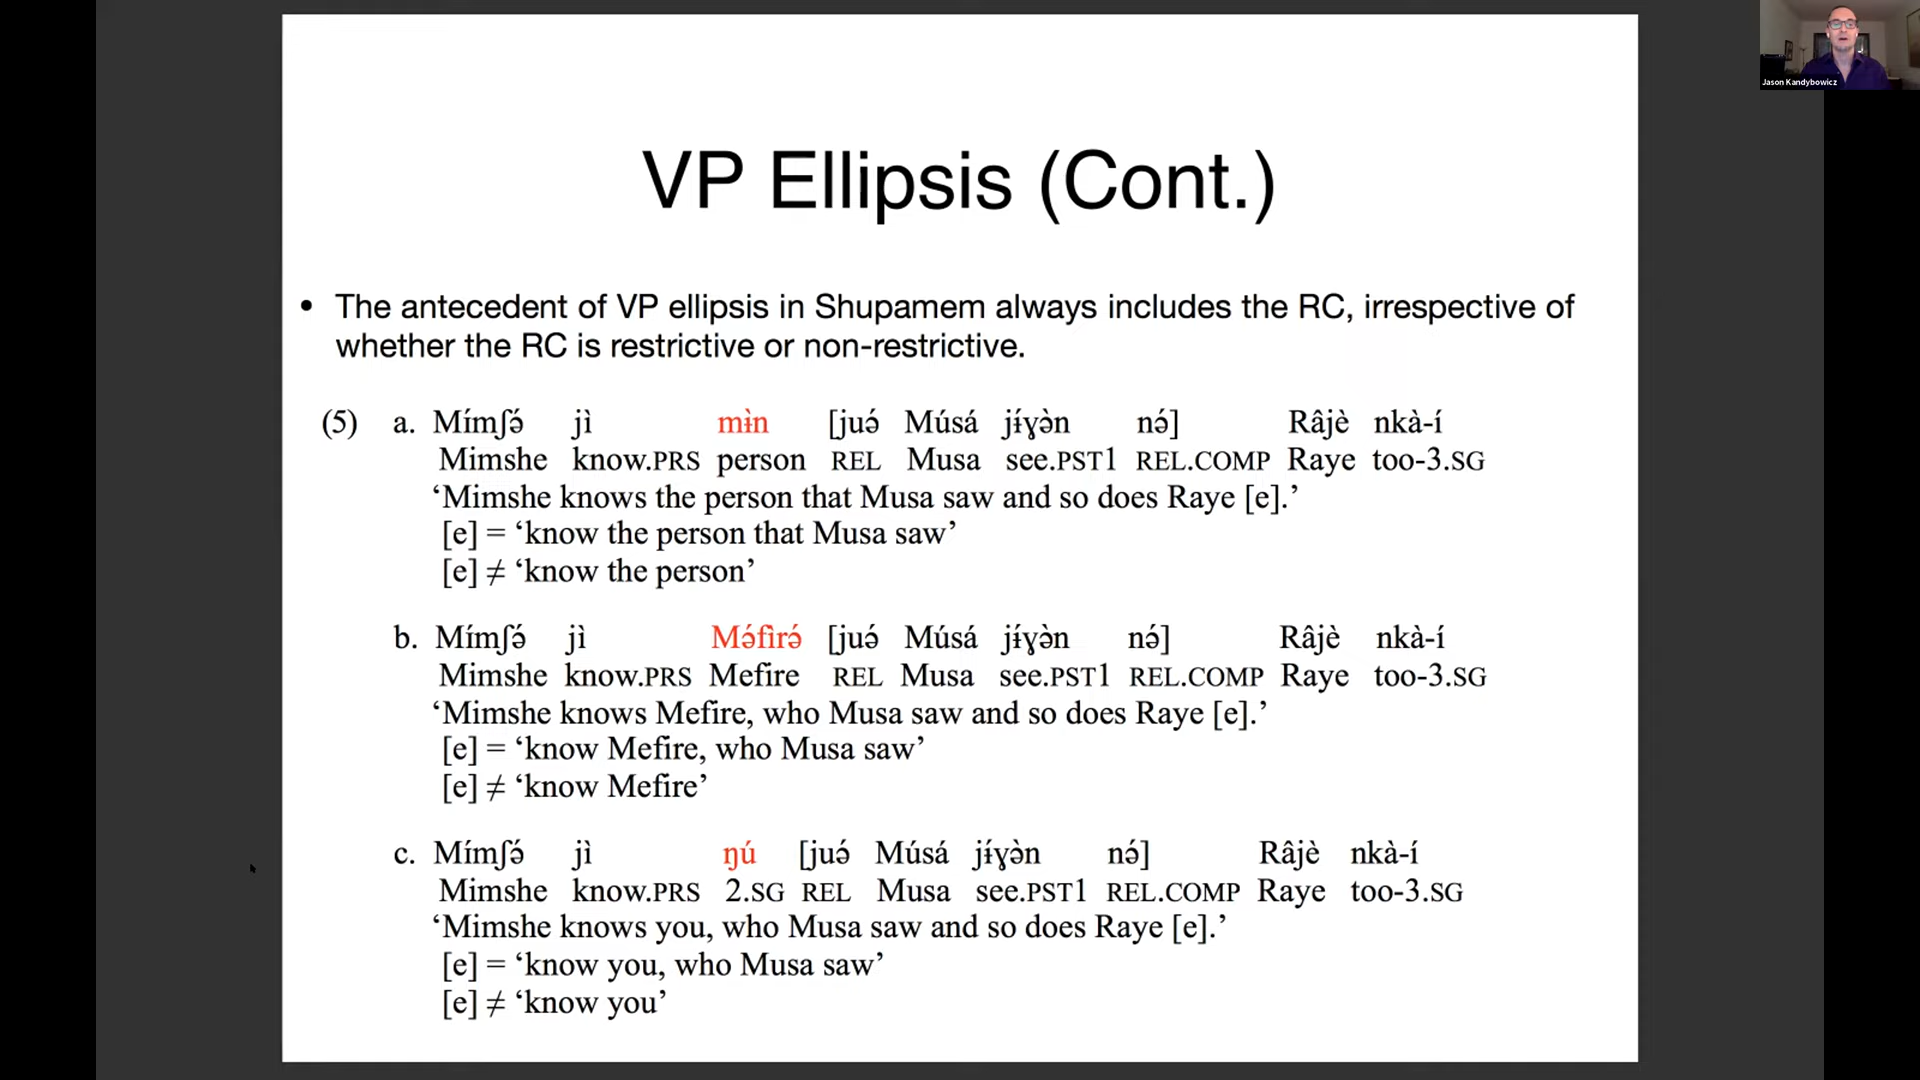 Jason Kandybowicz
VP Ellipsis (Cont.)
• The antecedent of VP ellipsis in Shupamem always includes the RC, irrespective of
whether the RC is restrictive or non-restrictive.
(5) a. Mímʃə́ jì mɨ̀n [juə́ Músá jɨ́ɣə̀n nə́] Râjè nkà-í
Mimshe know.PRS person REL Musa see.PST1 REL.COMP Raye too-3.SG
‘Mimshe knows the person that Musa saw and so does Raye [e].’
[e] = ‘know the person that Musa saw’
[e] ≠ ‘know the person’
b. Mímʃə́ jì Mə́fìrə́ [juə́ Músá jɨ́ɣə̀n nə́] Râjè nkà-í
Mimshe know.PRS Mefire REL Musa see.PST1 REL.COMP Raye too-3.SG
‘Mimshe knows Mefire, who Musa saw and so does Raye [e].’
[e] = ‘know Mefire, who Musa saw’
[e] ≠ ‘know Mefire’
c. Mímʃə́ jì ŋú [juə́ Músá jɨ́ɣə̀n nə́] Râjè nkà-í
Mimshe know.PRS 2.SG REL Musa see.PST1 REL.COMP Raye too-3.SG
‘Mimshe knows you, who Musa saw and so does Raye [e].’
[e] = ‘know you, who Musa saw’
[e] ≠ ‘know you’